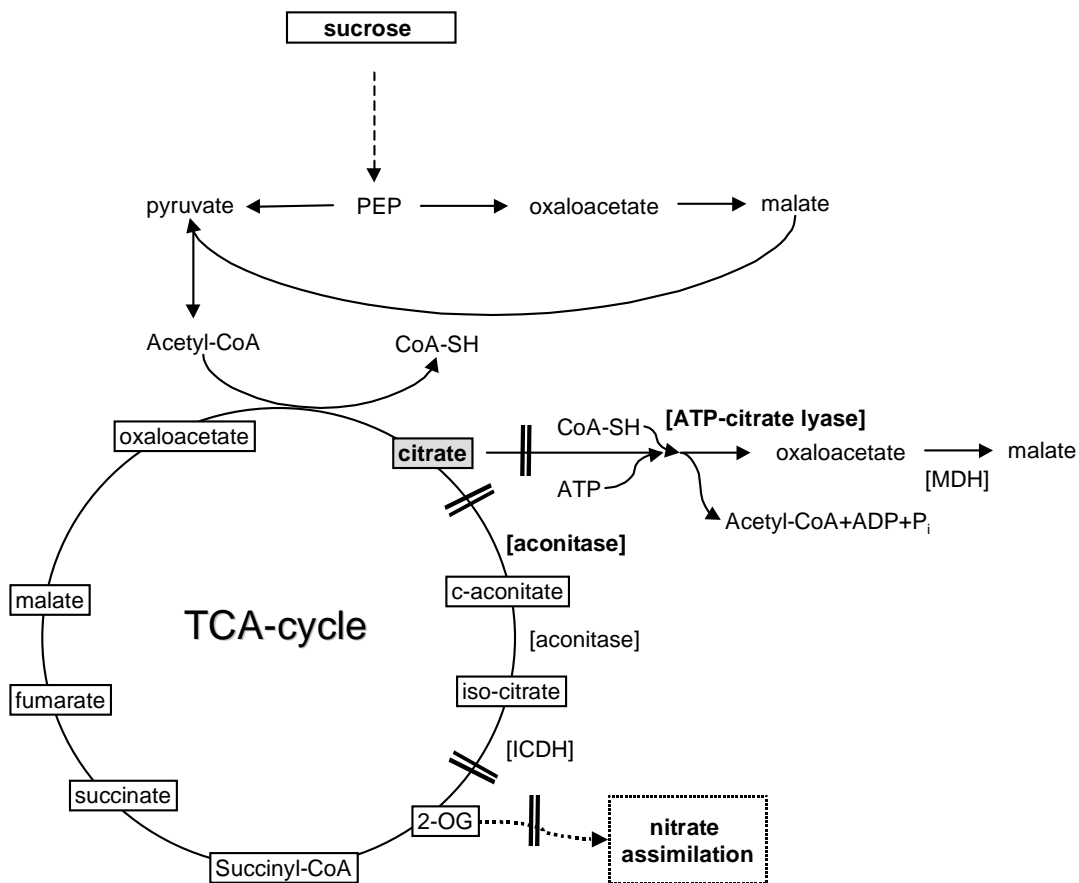 sucrose
pyruvate
PEP
oxaloacetate
malate
Acetyl-CoA
CoA-SH
oxaloacetate
citrate
CoA-SH
[ATP-citrate lyase]
oxaloacetate
malate
ATP
[MDH]
Acetyl-CoA+ADP+Pi
[aconitase]
c-aconitate
malate
TCA-cycle
[aconitase]
fumarate
iso-citrate
[ICDH]
succinate
2-OG
nitrate
assimilation
Succinyl-CoA